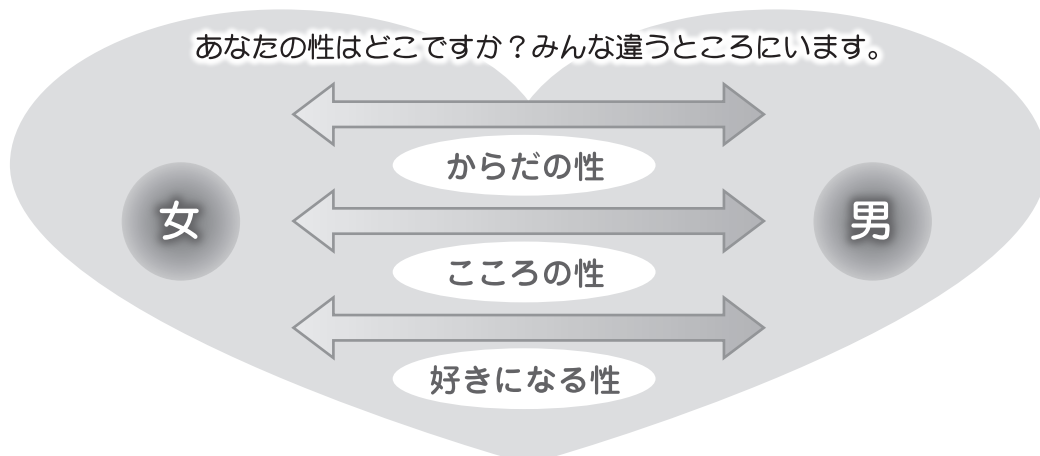 あなたの性はどこですか？みんな違うところにいます。
からだの性
女
男
こころの性
好きになる性